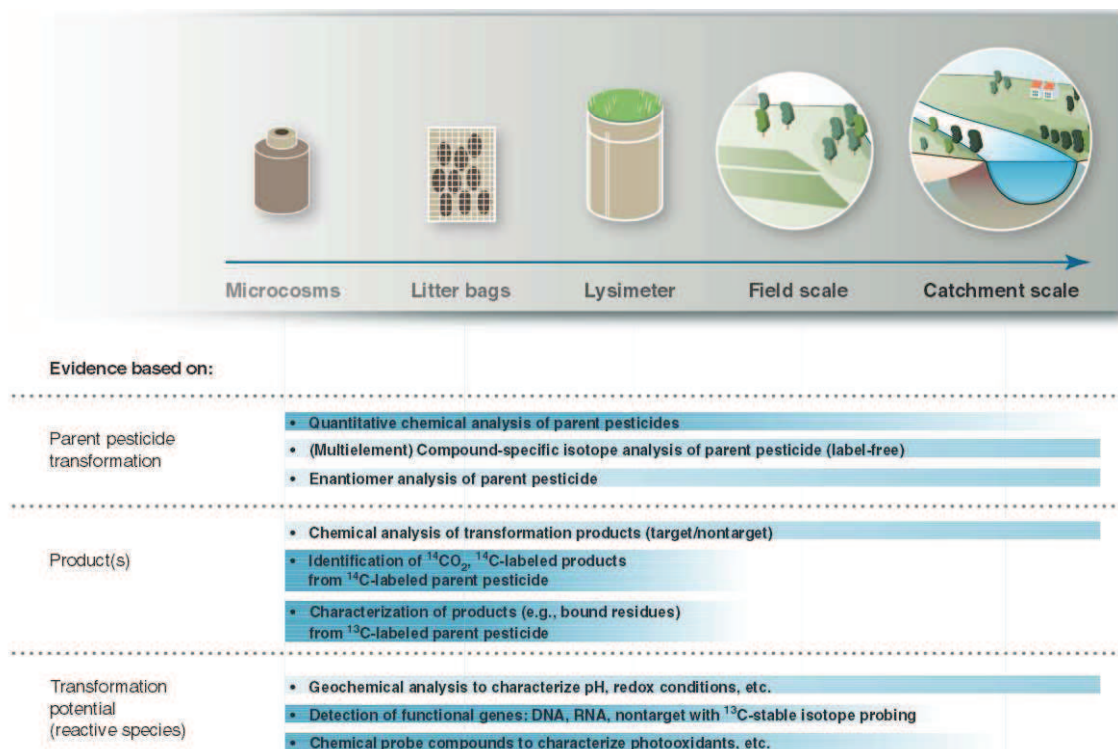 Microcosms Litter bags Lysimeter Field scale Catchment scale
Evidence based on:
Parent pesticide
transformation
• Quantitative chemical analysis of parent pesticides
• (Multielement) Compound-specific isotope analysis of parent pesticide (label-free)
• Enantiomer analysis of parent pesticide
Product(s)
• Chemical analysis of transformation products (target/nontarget)
• Identification of ¹⁴CO₂, ¹⁴C-labeled products
from ¹⁴C-labeled parent pesticide
• Characterization of products (e.g., bound residues)
from ¹³C-labeled parent pesticide
Transformation
potential
(reactive species)
• Geochemical analysis to characterize pH, redox conditions, etc.
• Detection of functional genes: DNA, RNA, nontarget with ¹³C-stable isotope probing
• Chemical probe compounds to characterize photooxidants, etc.